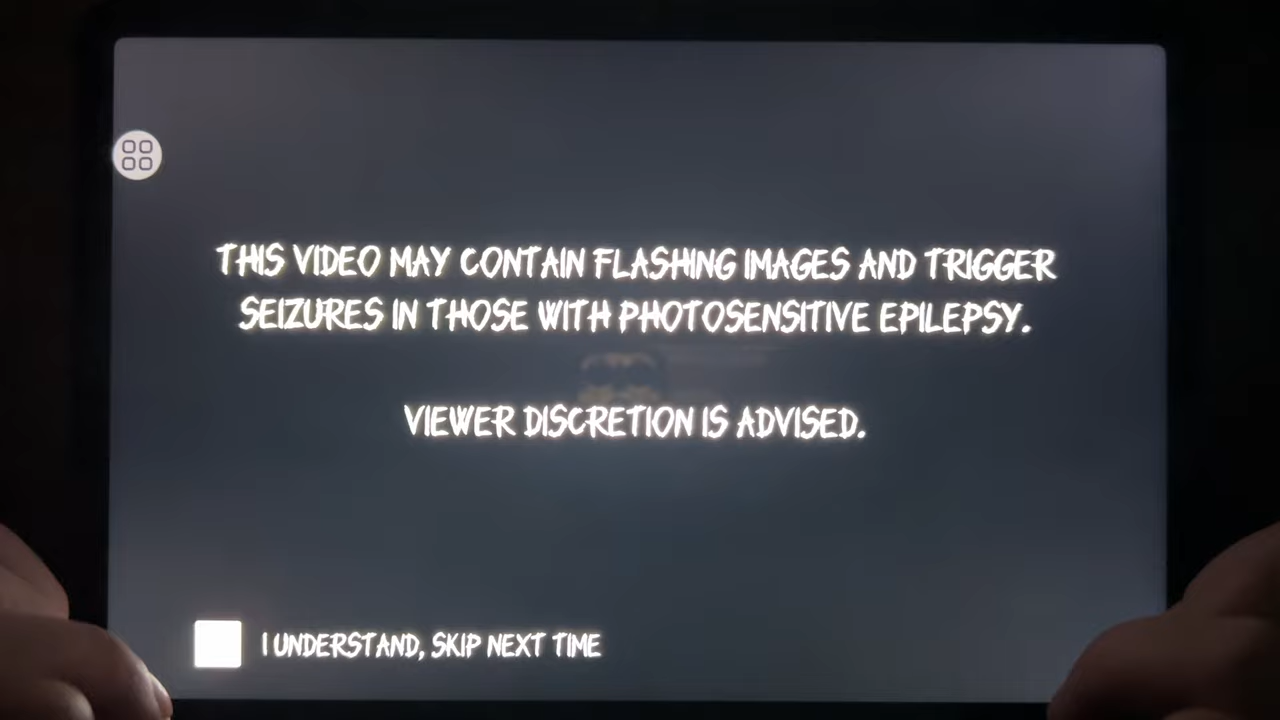 THIS VIDEO MAY CONTAIN FLASHING IMAGES AND TRIGGER
SEIZURES IN THOSE WITH PHOTOSENSITIVE EPILEPSY.
VIEWER DISCRETION IS ADVISED.
I UNDERSTAND, SKIP NEXT TIME